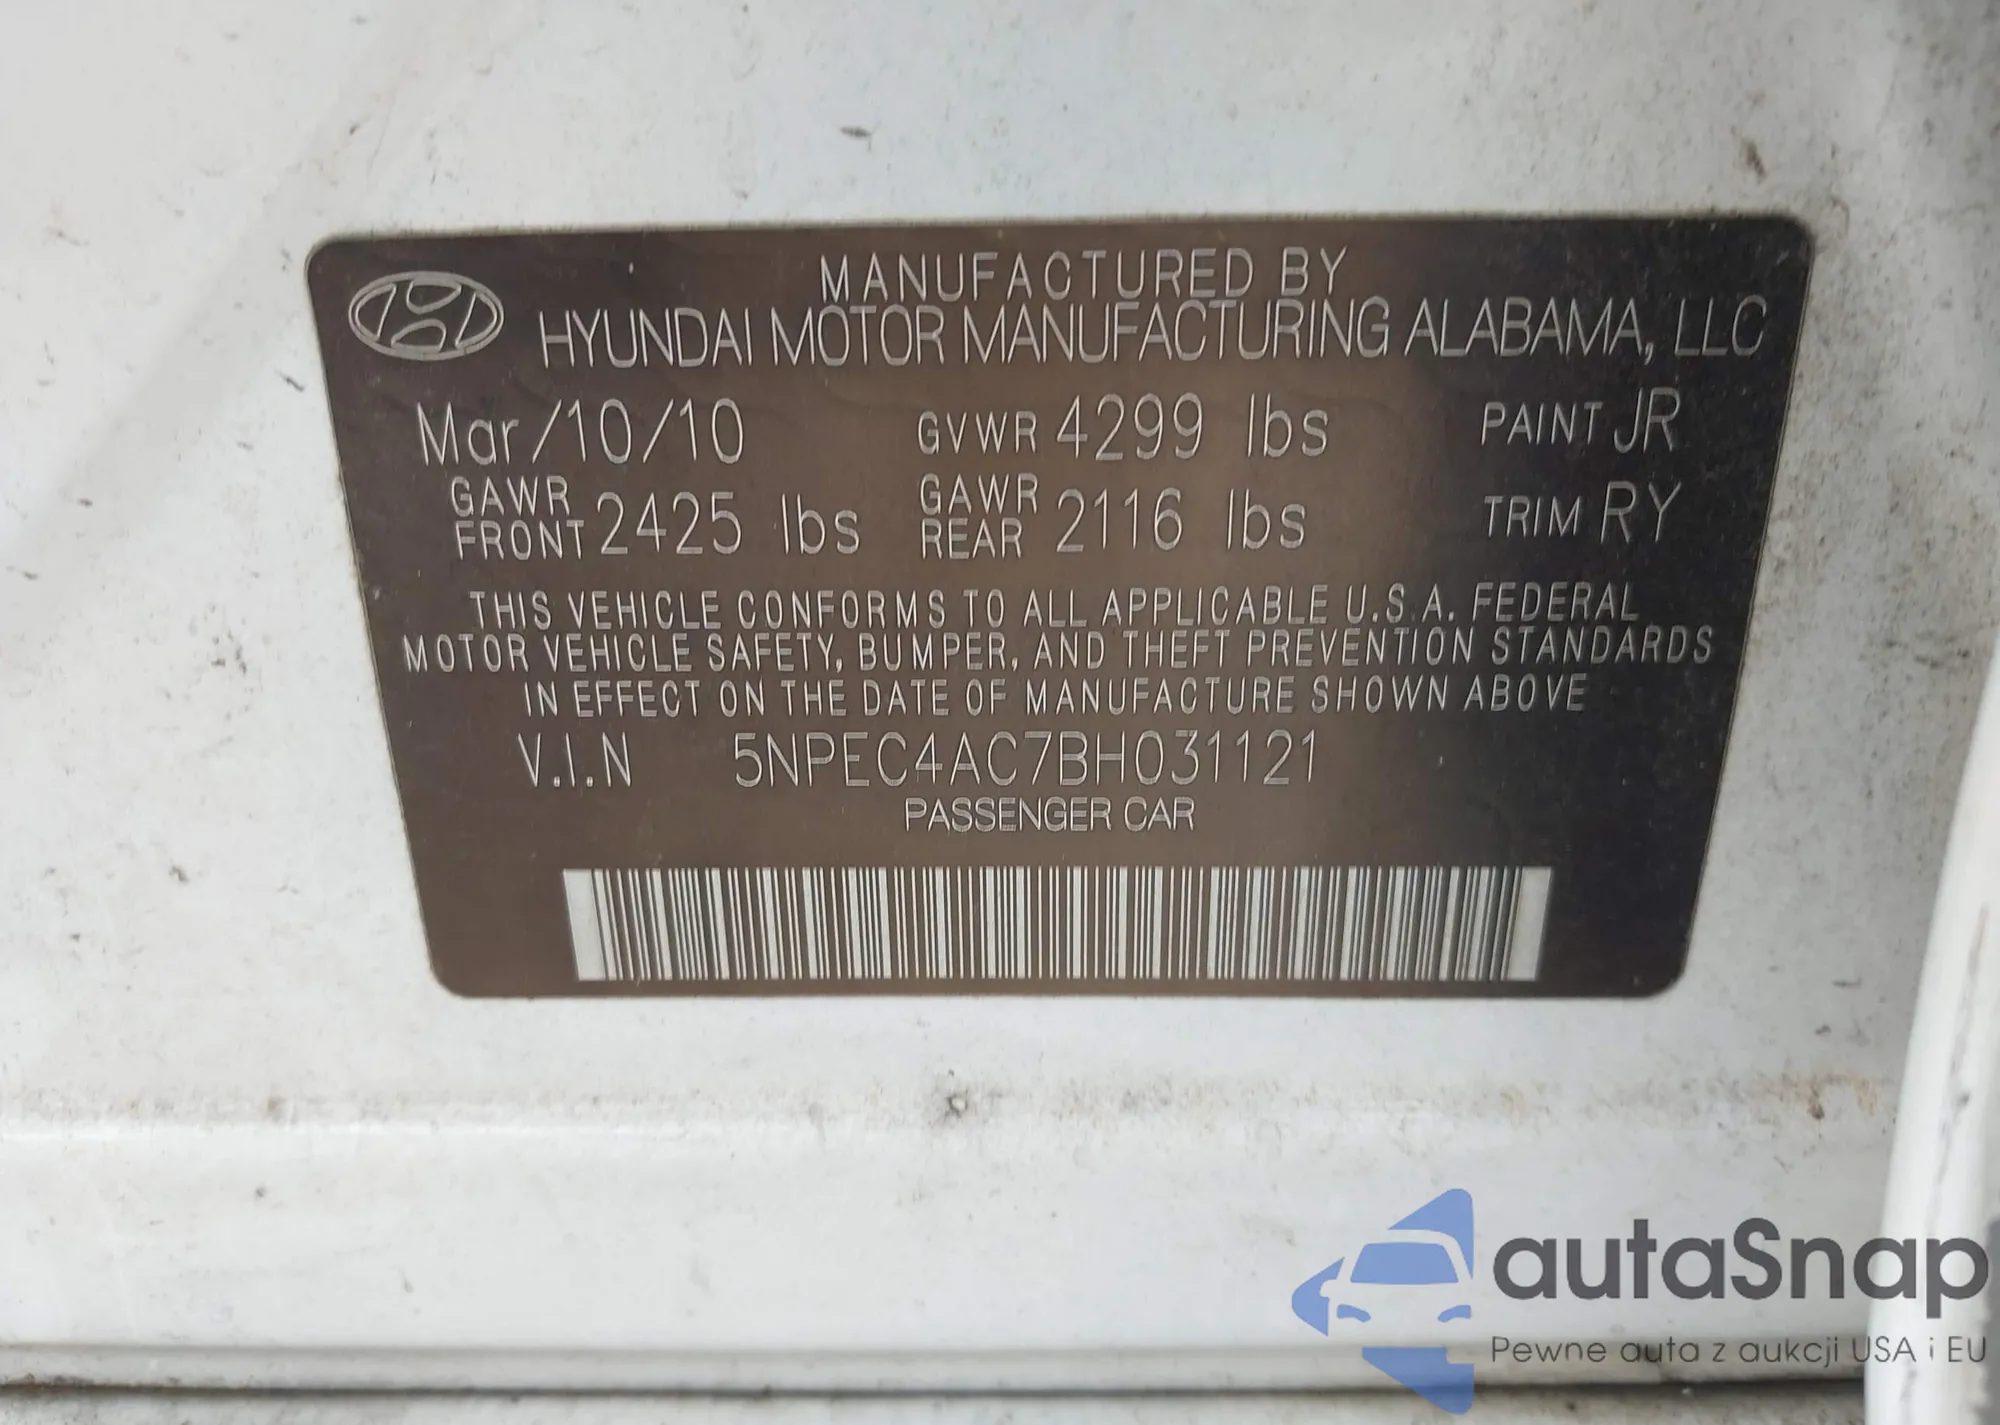 MANUFACTURED BY
HYUNDAI MOTOR MANUFACTURING ALABAMA, LLC
Mar/10/10 GVWR 4299 lbs PAINT JR
GAWR FRONT 2425 lbs GAWR REAR 2116 lbs TRIM RY
THIS VEHICLE CONFORMS TO ALL APPLICABLE U.S.A. FEDERAL
MOTOR VEHICLE SAFETY, BUMPER, AND THEFT PREVENTION STANDARDS
IN EFFECT ON THE DATE OF MANUFACTURE SHOWN ABOVE
V.I.N 5NPEC4AC7BH031121
PASSENGER CAR
autaSnap
Pewne auta z aukcji USA i EU